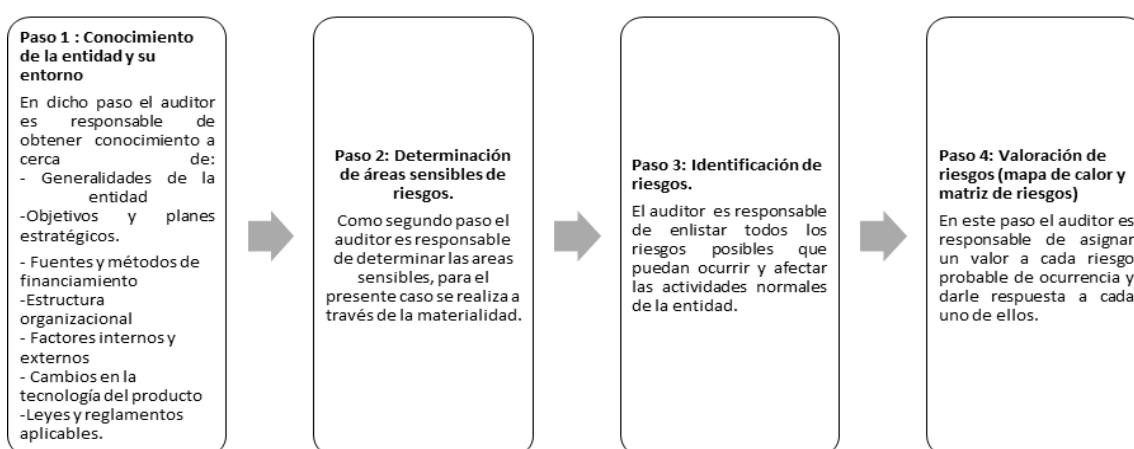 Paso 1 : Conocimiento
de la entidad y su
entorno
En dicho paso el auditor
es responsable de
obtener conocimiento a
cerca de:
- Generalidades de la
entidad
-Objetivos y planes
estratégicos.
- Fuentes y métodos de
financiamiento
-Estructura
organizacional
- Factores internos y
externos
- Cambios en la
tecnología del producto
-Leyes y reglamentos
aplicables.
Paso 2: Determinación
de áreas sensibles de
riesgos.
Como segundo paso el
auditor es responsable
de determinar las areas
sensibles, para el
presente caso se realiza a
través de la materialidad.
Paso 3: Identificación de
riesgos.
El auditor es responsable
de enlistar todos los
riesgos posibles que
puedan ocurrir y afectar
las actividades normales
de la entidad.
Paso 4: Valoración de
riesgos (mapa de calor y
matriz de riesgos)
En este paso el auditor es
responsable de asignar
un valor a cada riesgo
probable de ocurrencia y
darle respuesta a cada
uno de ellos.